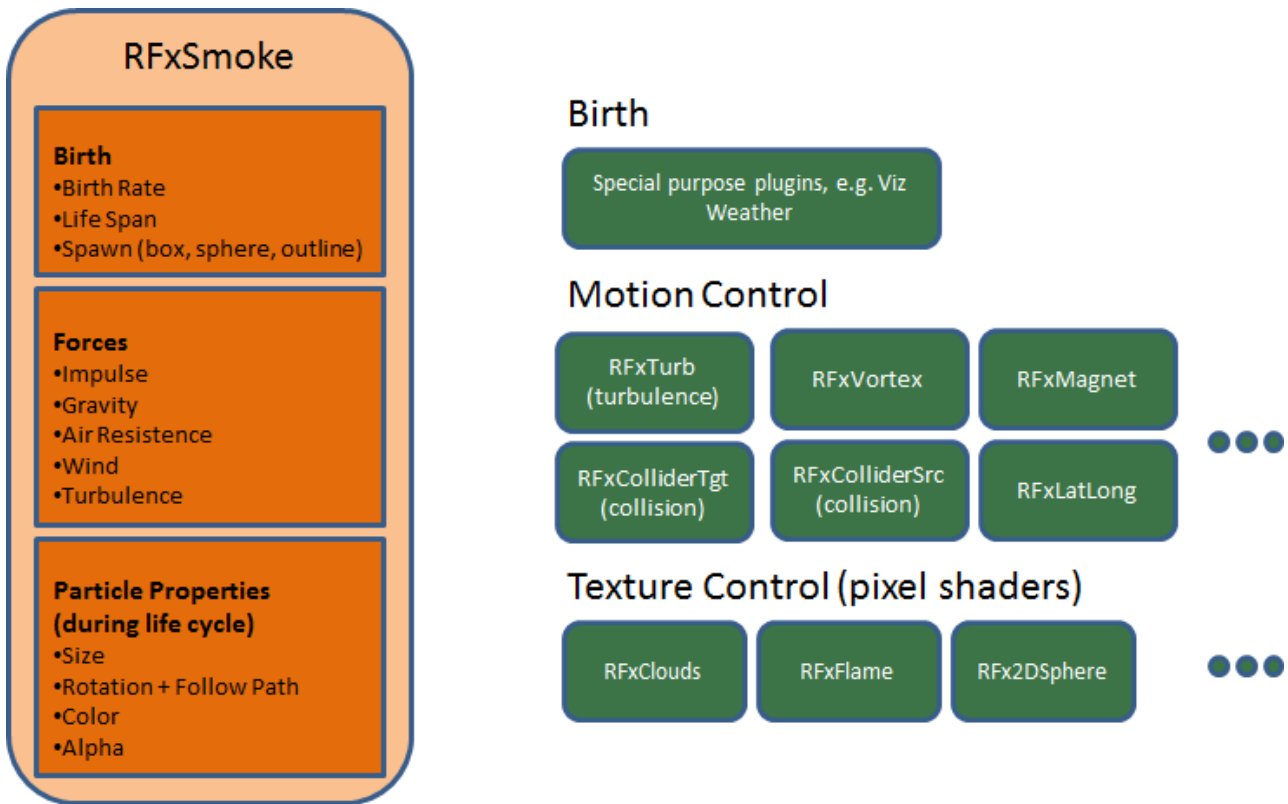 RFxSmoke
Birth
•Birth Rate
•Life Span
•Spawn (box, sphere, outline)
Forces
•Impulse
•Gravity
•Air Resistence
•Wind
•Turbulence
Particle Properties
(during life cycle)
•Size
•Rotation + Follow Path
•Color
•Alpha
Birth
Special purpose plugins, e.g. Viz
Weather
Motion Control
RFxTurb
(turbulence)
RFxVortex
RFxMagnet
RFxColliderTgt
(collision)
RFxColliderSrc
(collision)
RFxLatLong
Texture Control (pixel shaders)
RFxClouds
RFxFlame
RFx2DSphere